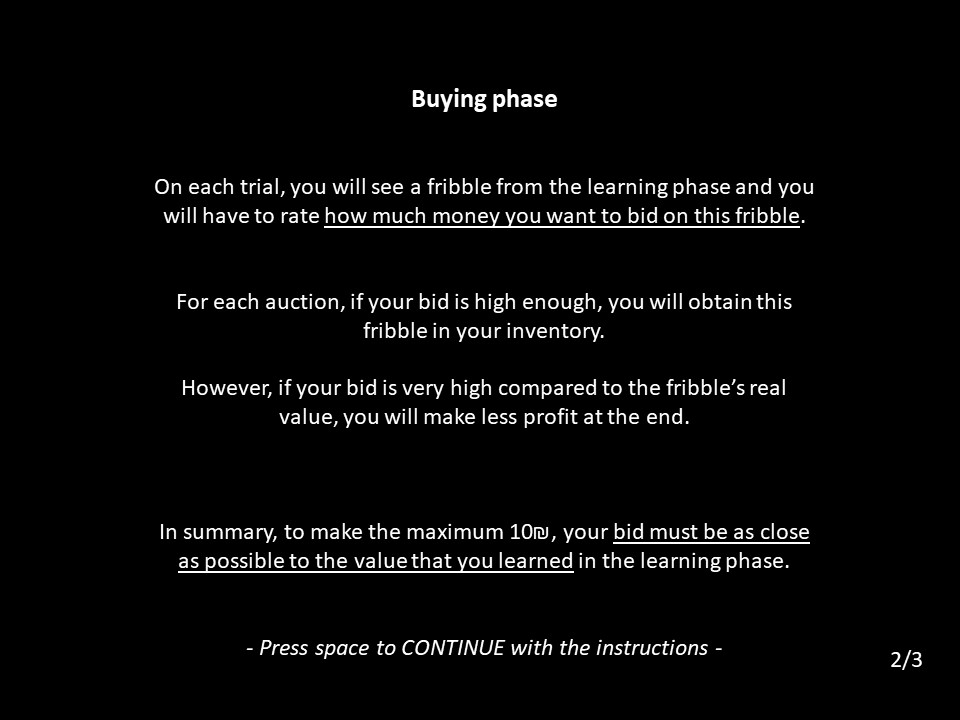 Buying phase
On each trial, you will see a fribble from the learning phase and you
will have to rate how much money you want to bid on this fribble.
For each auction, if your bid is high enough, you will obtain this
fribble in your inventory.
However, if your bid is very high compared to the fribble’s real
value, you will make less profit at the end.
In summary, to make the maximum 10₪, your bid must be as close
as possible to the value that you learned in the learning phase.
- Press space to CONTINUE with the instructions -
2/3